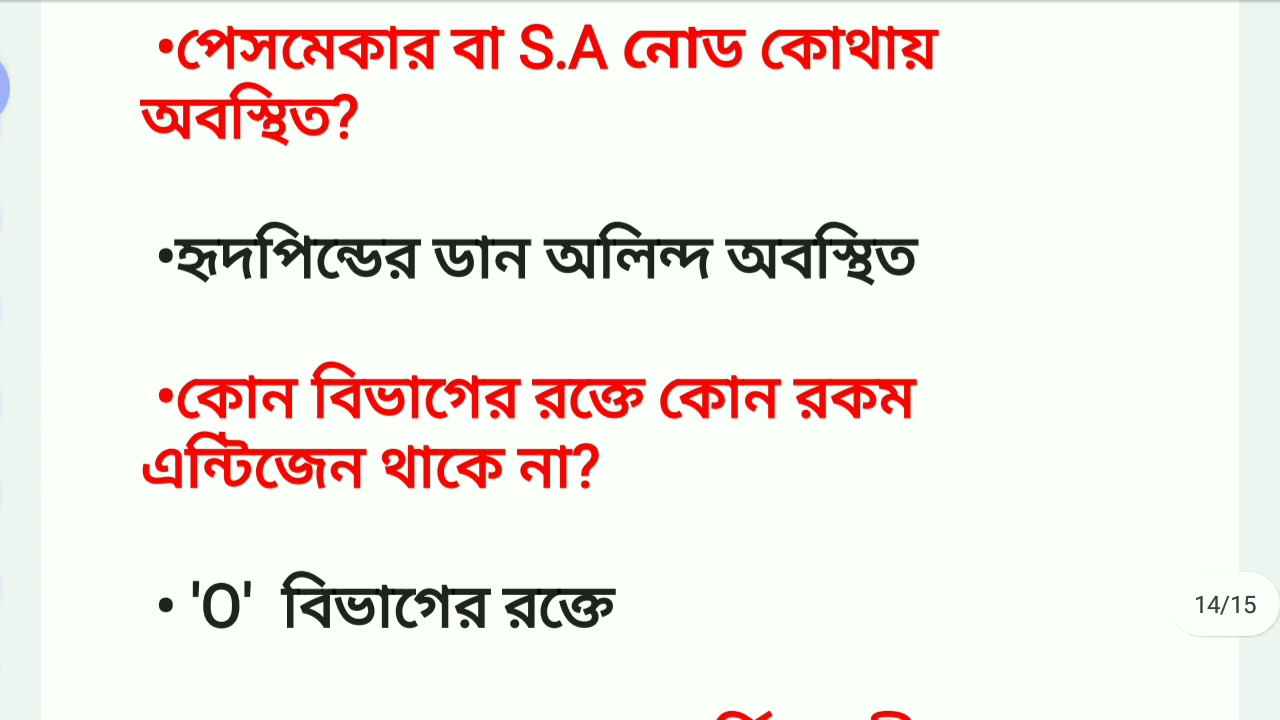 •পেসমেকার বা S.A নোড কোথায়
অবস্থিত?
•হৃদপিন্ডের ডান অলিন্দ অবস্থিত
•কোন বিভাগের রক্তে কোন রকম
এন্টিজেন থাকে না?
• 'O' বিভাগের রক্তে
14/15